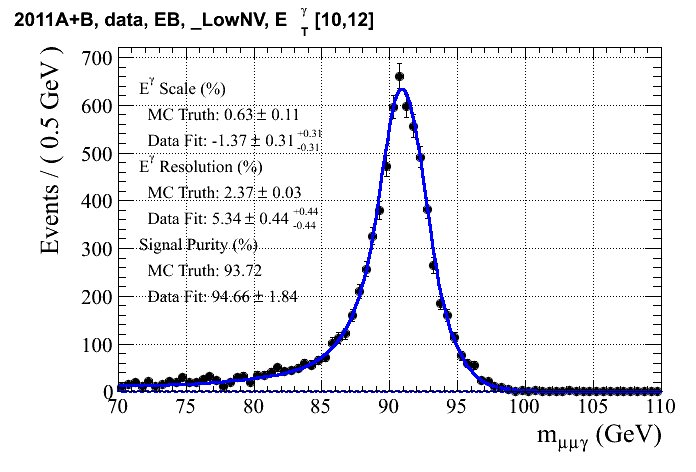 2011A+B, data, EB, _LowNV, E_T^γ [10,12]
Events / ( 0.5 GeV )
700
600
500
400
300
200
100
0
E^γ Scale (%)
MC Truth: 0.63 ± 0.11
Data Fit: -1.37 ± 0.31 +0.31 -0.31
E^γ Resolution (%)
MC Truth: 2.37 ± 0.03
Data Fit: 5.34 ± 0.44 +0.44 -0.44
Signal Purity (%)
MC Truth: 93.72
Data Fit: 94.66 ± 1.84
70 75 80 85 90 95 100 105 110
m_μμγ (GeV)